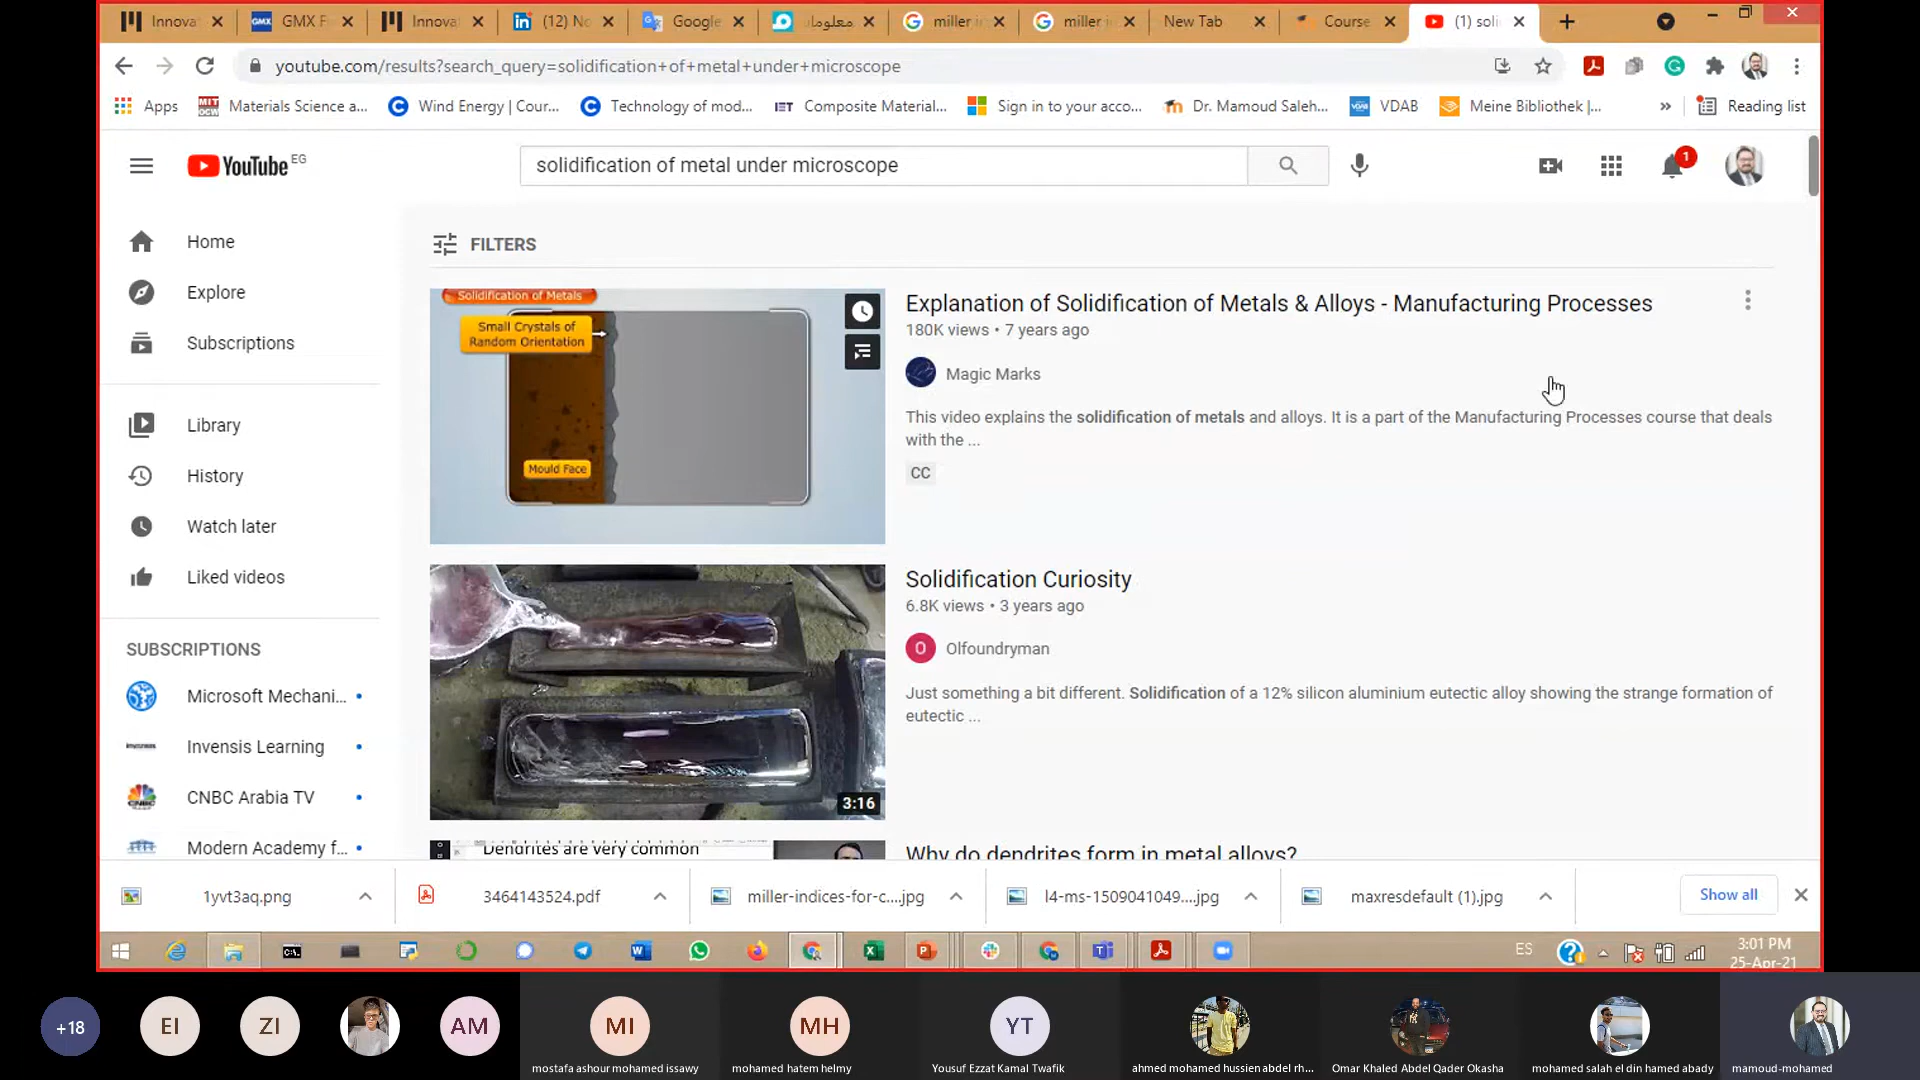 Innova
GMX F
Innova
(12) N
Google
معلومات
miller i
miller i
New Tab
Course
(1) soli
youtube.com/results?search_query=solidification+of+metal+under+microscope
Apps
MIT OCW
Materials Science a...
Wind Energy | Cour...
Technology of mod...
IET
Composite Material...
Sign in to your acco...
Dr. Mamoud Saleh...
VDAB
Meine Bibliothek |...
»
Reading list
YouTube EG
solidification of metal under microscope
1
Home
Explore
Subscriptions
Library
History
Watch later
Liked videos
SUBSCRIPTIONS
Microsoft Mechani...
Invensis Learning
CNBC Arabia TV
Modern Academy f...
FILTERS
Solidification of Metals
Small Crystals of
Random Orientation
Mould Face
Explanation of Solidification of Metals & Alloys - Manufacturing Processes
180K views • 7 years ago
Magic Marks
This video explains the solidification of metals and alloys. It is a part of the Manufacturing Processes course that deals
with the ...
CC
3:16
Solidification Curiosity
6.8K views • 3 years ago
O
Olfoundryman
Just something a bit different. Solidification of a 12% silicon aluminium eutectic alloy showing the strange formation of
eutectic ...
Dendrites are very common
Why do dendrites form in metal alloys?
1yvt3aq.png
3464143524.pdf
miller-indices-for-c....jpg
l4-ms-1509041049....jpg
maxresdefault (1).jpg
Show all
ES
3:01 PM
25-Apr-21
+18
EI
ZI
AM
MI
MH
YT
mostafa ashour mohamed issawy
mohamed hatem helmy
Yousuf Ezzat Kamal Twafik
ahmed mohamed hussien abdel rh...
Omar Khaled Abdel Qader Okasha
mohamed salah el din hamed abady
mamoud-mohamed